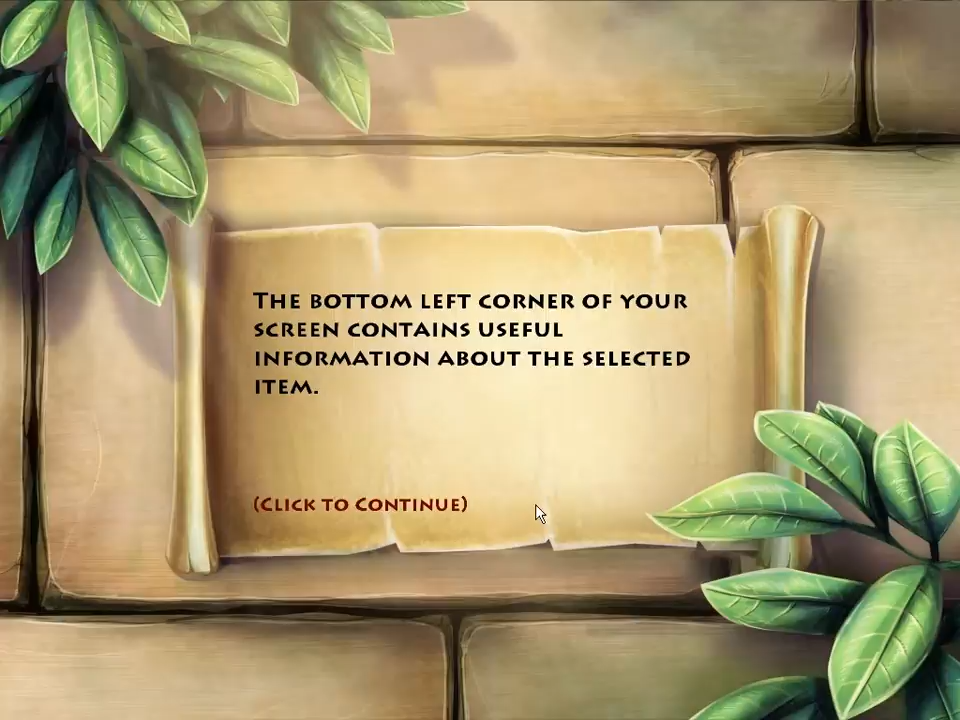 The bottom left corner of your
screen contains useful
information about the selected
item.
(Click to Continue)